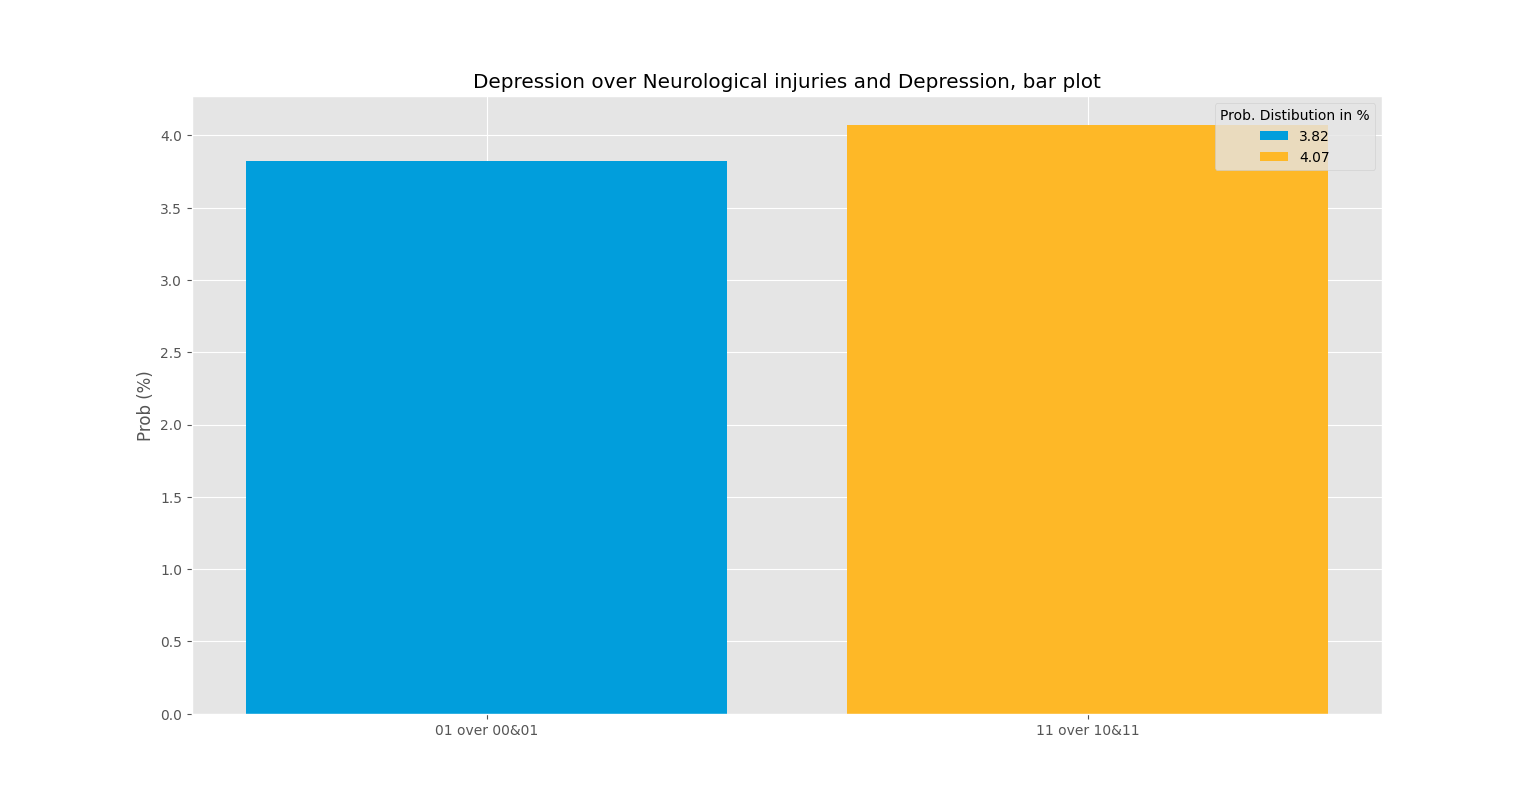 Depression over Neurological injuries and Depression, bar plot
Prob. Distibution in %
3.82
4.07
4.0
3.5
3.0
2.5
2.0
1.5
1.0
0.5
0.0
Prob (%)
01 over 00&01
11 over 10&11